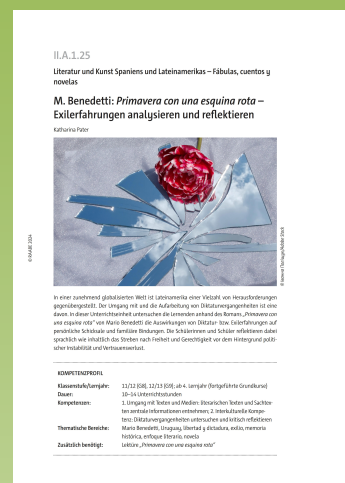 II.A.1.25
Literatur und Kunst Spaniens und Lateinamerikas – Fábulas, cuentos y
novelas
M. Benedetti: Primavera con una esquina rota –
Exilerfahrungen analysieren und reflektieren
Katharina Pater
© RAABE 2024
In einer zunehmend globalisierten Welt ist Lateinamerika einer Vielzahl von Herausforderungen
gegenübergestellt. Der Umgang mit und die Aufarbeitung von Diktaturvergangenheiten ist eine
davon. In dieser Unterrichtseinheit untersuchen die Lernenden anhand des Romans „Primavera con
una esquina rota“ von Mario Benedetti die Auswirkungen von Diktatur- bzw. Exilerfahrungen auf
persönliche Schicksale und familiäre Bindungen. Die Schülerinnen und Schüler reflektieren dabei
sprachlich wie inhaltlich das Streben nach Freiheit und Gerechtigkeit vor dem Hintergrund politi-
scher Instabilität und Vertrauensverlust.
KOMPETENZPROFIL
Klassenstufe/Lernjahr: 11/12 (G8), 12/13 (G9); ab 4. Lernjahr (fortgeführte Grundkurse)
Dauer: 10–14 Unterrichtsstunden
Kompetenzen: 1. Umgang mit Texten und Medien: literarischen Texten und Sachtex-
ten zentrale Informationen entnehmen; 2. Interkulturelle Kompe-
tenz: Diktaturvergangenheiten untersuchen und kritisch reflektieren
Thematische Bereiche: Mario Benedetti, Uruguay, libertad y dictadura, exilio, memoria
histórica, enfoque literario, novela
Zusätzlich benötigt: Lektüre „Primavera con una esquina rota“